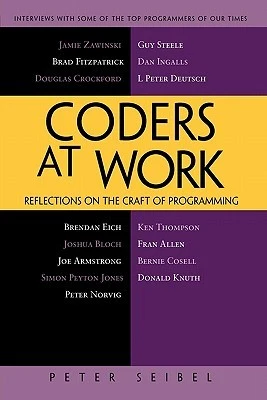 INTERVIEWS WITH SOME OF THE TOP PROGRAMMERS OF OUR TIMES
JAMIE ZAWINSKI
BRAD FITZPATRICK
DOUGLAS CROCKFORD
GUY STEELE
DAN INGALLS
L PETER DEUTSCH
CODERS
AT WORK
REFLECTIONS ON THE CRAFT OF PROGRAMMING
BRENDAN EICH
JOSHUA BLOCH
JOE ARMSTRONG
SIMON PEYTON JONES
PETER NORVIG
KEN THOMPSON
FRAN ALLEN
BERNIE COSELL
DONALD KNUTH
PETER SEIBEL